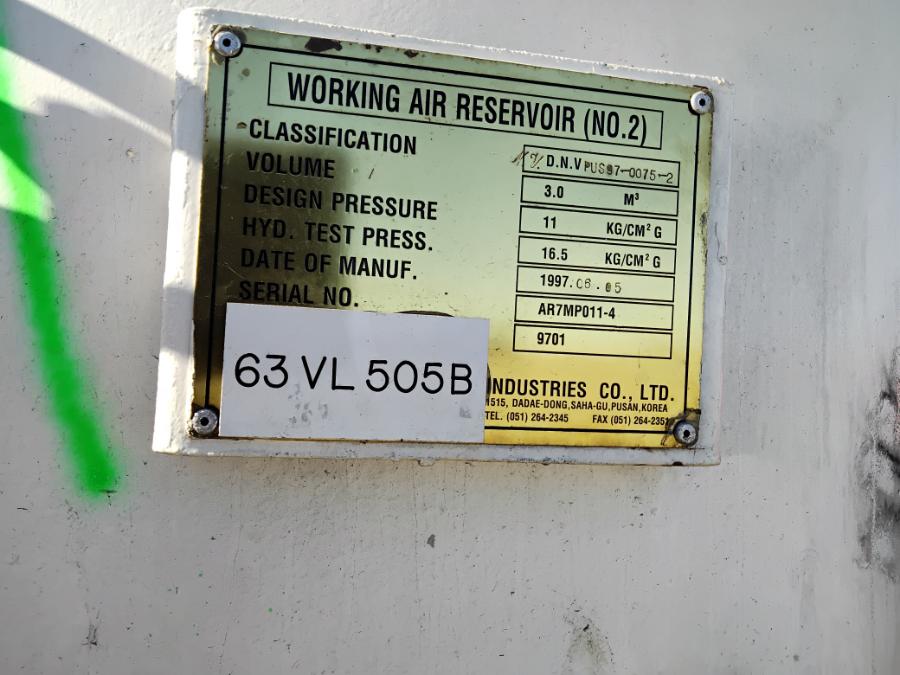 WORKING AIR RESERVOIR (NO.2)
CLASSIFICATION D.N.V PUS97-0075-2
VOLUME 3.0 M³
DESIGN PRESSURE 11 KG/CM² G
HYD. TEST PRESS. 16.5 KG/CM² G
DATE OF MANUF. 1997.06.05
SERIAL NO. AR7MP011-4
9701
63 VL 505B
INDUSTRIES CO., LTD.
1515, DADAE-DONG, SAHA-GU, PUSAN, KOREA
TEL. (051) 264-2345 FAX (051) 264-2351